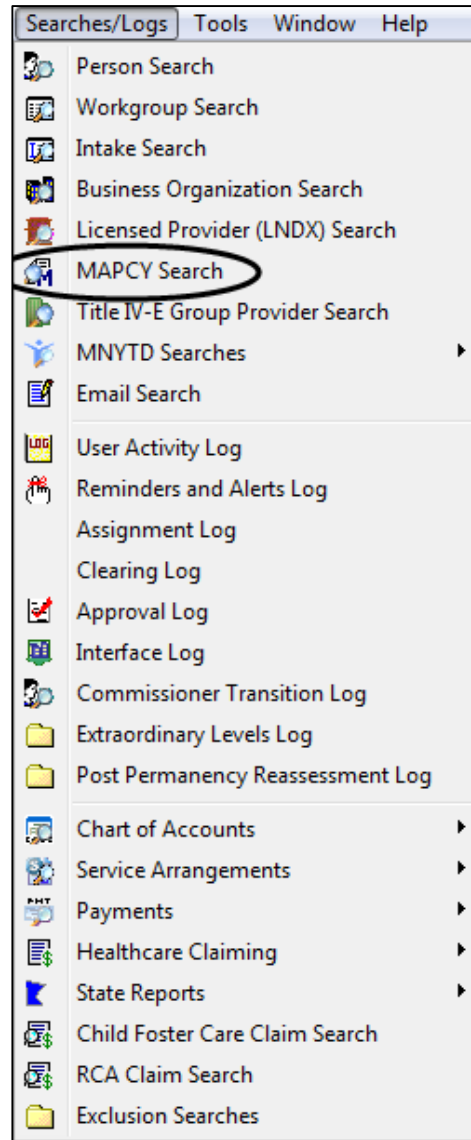 Searches/Logs Tools Window Help
Person Search
Workgroup Search
Intake Search
Business Organization Search
Licensed Provider (LNDX) Search
MAPCY Search
Title IV-E Group Provider Search
MNYTD Searches
Email Search
LOG User Activity Log
Reminders and Alerts Log
Assignment Log
Clearing Log
Approval Log
Interface Log
Commissioner Transition Log
Extraordinary Levels Log
Post Permanency Reassessment Log
Chart of Accounts
Service Arrangements
PMT Payments
Healthcare Claiming
State Reports
Child Foster Care Claim Search
RCA Claim Search
Exclusion Searches